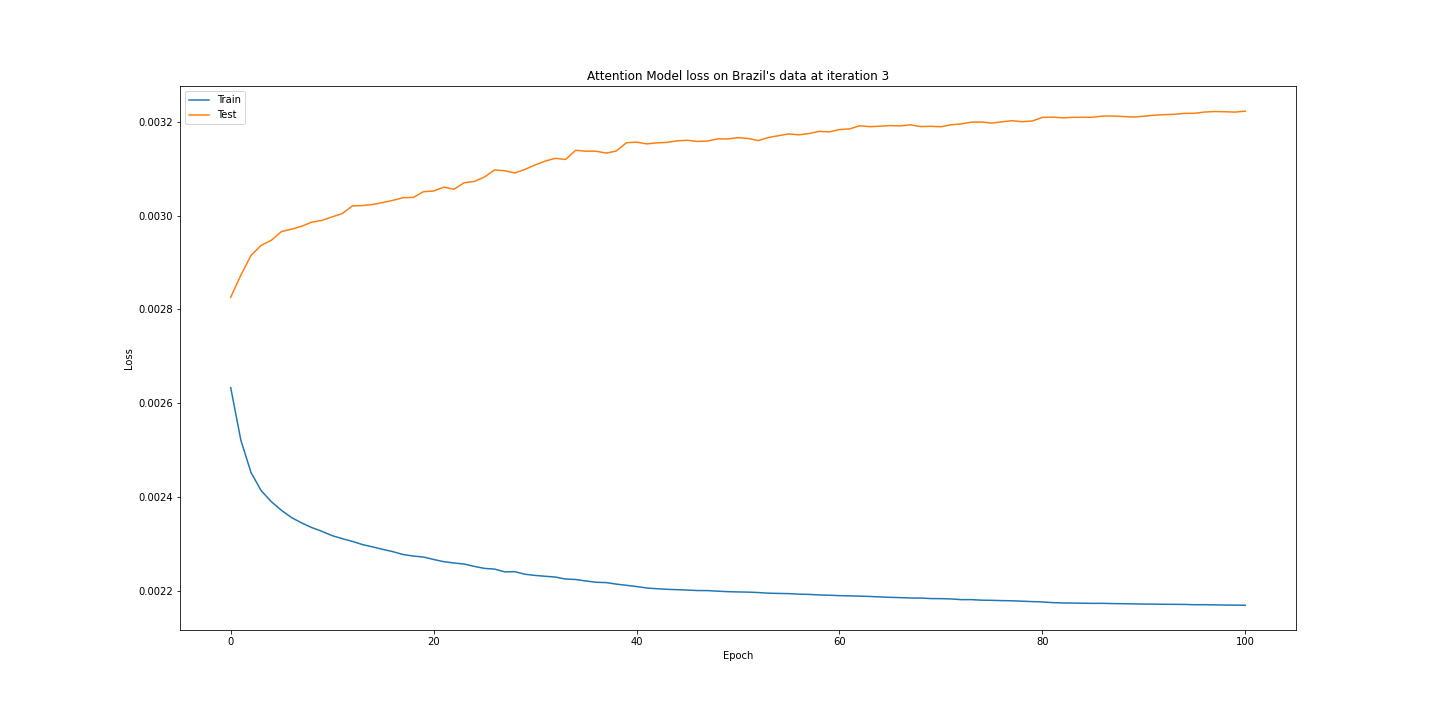 Attention Model loss on Brazil's data at iteration 3
Train
Test
0.0032
0.0030
0.0028
0.0026
0.0024
0.0022
Loss
0 20 40 60 80 100
Epoch